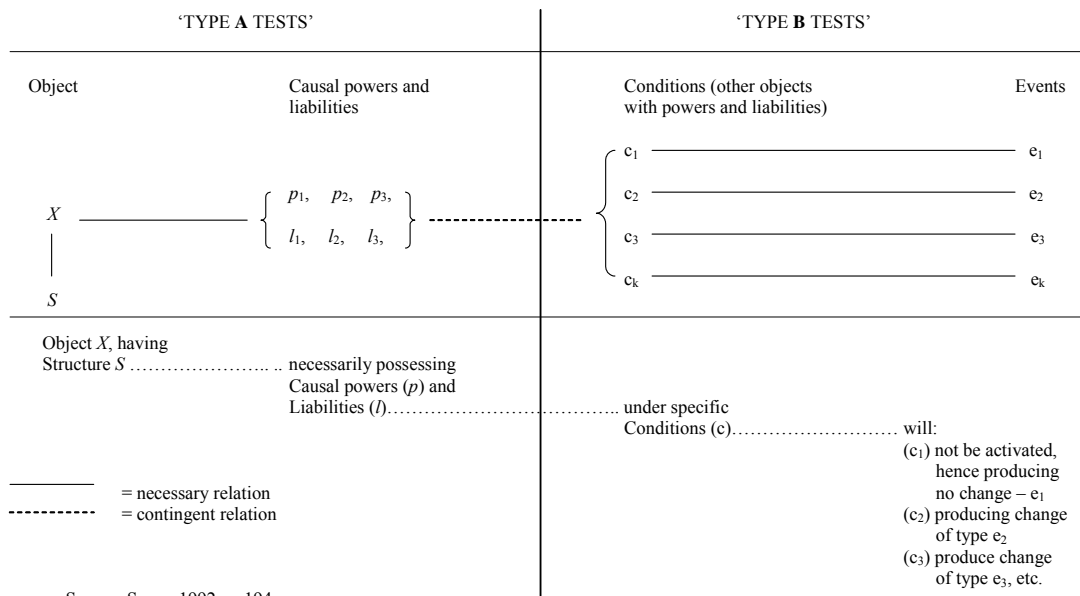 ‘TYPE A TESTS’ ‘TYPE B TESTS’
Object Causal powers and Conditions (other objects Events
liabilities with powers and liabilities)
c1 e1
p1, p2, p3, c2 e2
X
l1, l2, l3, c3 e3
S ck ek
Object X, having
Structure S ………………….. .. necessarily possessing
Causal powers (p) and
Liabilities (l)………………………………….. under specific
Conditions (c)……………………… will:
(c1) not be activated,
hence producing
= necessary relation no change – e1
= contingent relation (c2) producing change
of type e2
(c3) produce change
of type e3, etc.